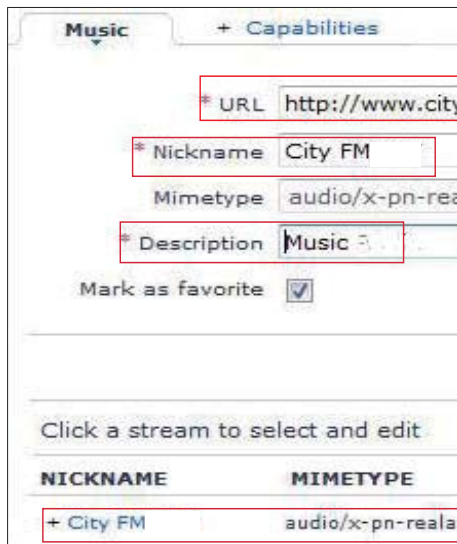 Music + Capabilities
* URL http://www.city
* Nickname City FM
Mimetype audio/x-pn-rea
* Description Music
Mark as favorite
Click a stream to select and edit
NICKNAME MIMETYPE
+ City FM audio/x-pn-reala